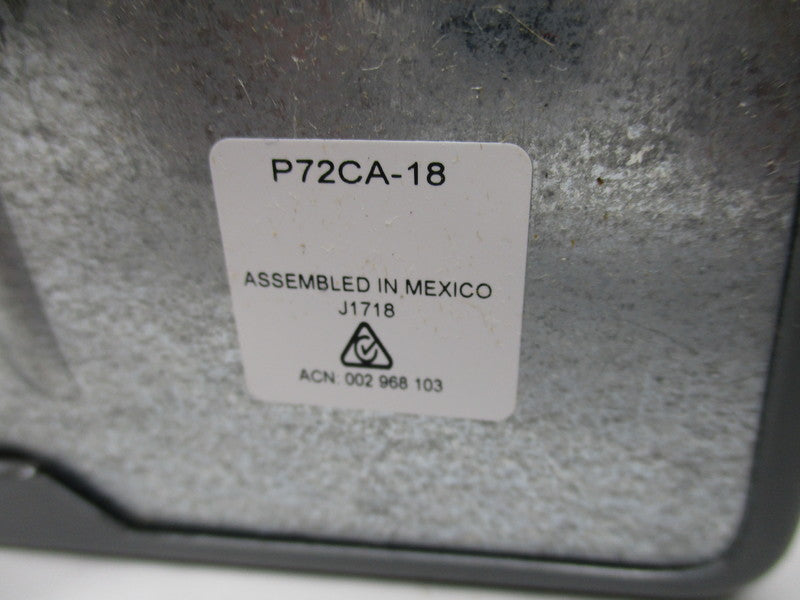 P72CA-18
ASSEMBLED IN MEXICO
J1718
ACN: 002 968 103